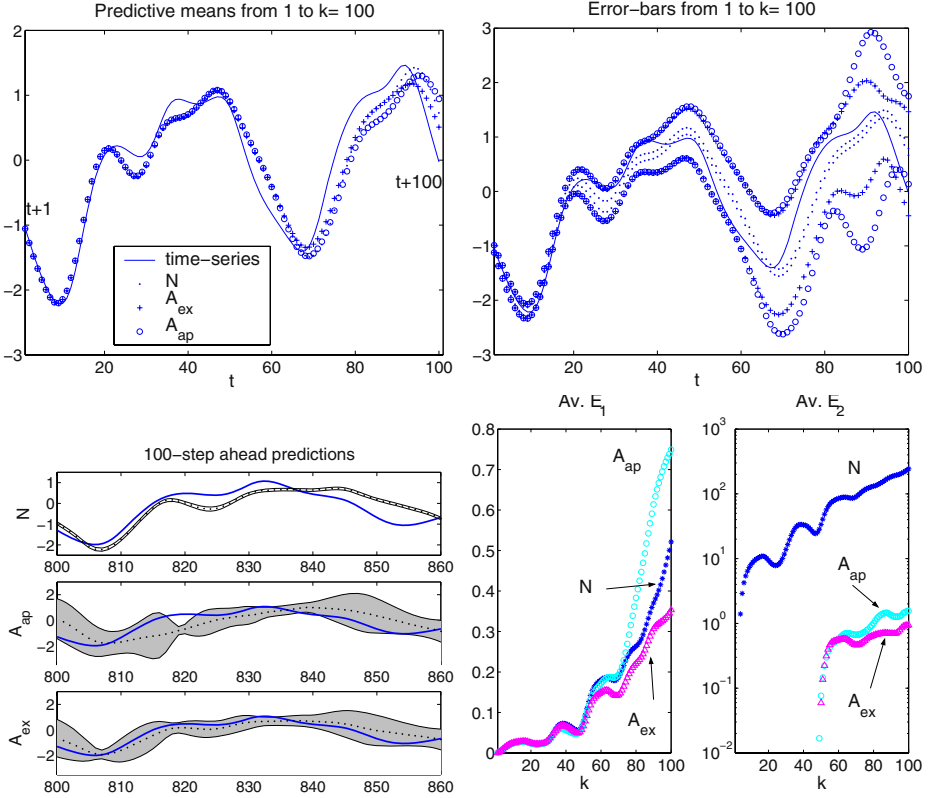 Predictive means from 1 to k= 100
2
1
0
−1
−2
−3
20 40 60 80 100
t
t+1
t+100
time−series
N
A_ex
A_ap
Error−bars from 1 to k= 100
3
2
1
0
−1
−2
−3
20 40 60 80 100
t
100−step ahead predictions
N
1
0
−1
−2
800 810 820 830 840 850 860
A_ap
2
0
−2
800 810 820 830 840 850 860
A_ex
2
0
−2
800 810 820 830 840 850 860
Av. E_1
0.8
0.7
0.6
0.5
0.4
0.3
0.2
0.1
0
20 40 60 80 100
k
A_ap
N
A_ex
Av. E_2
10^3
10^2
10^1
10^0
10^−1
10^−2
20 40 60 80 100
k
N
A_ap
A_ex